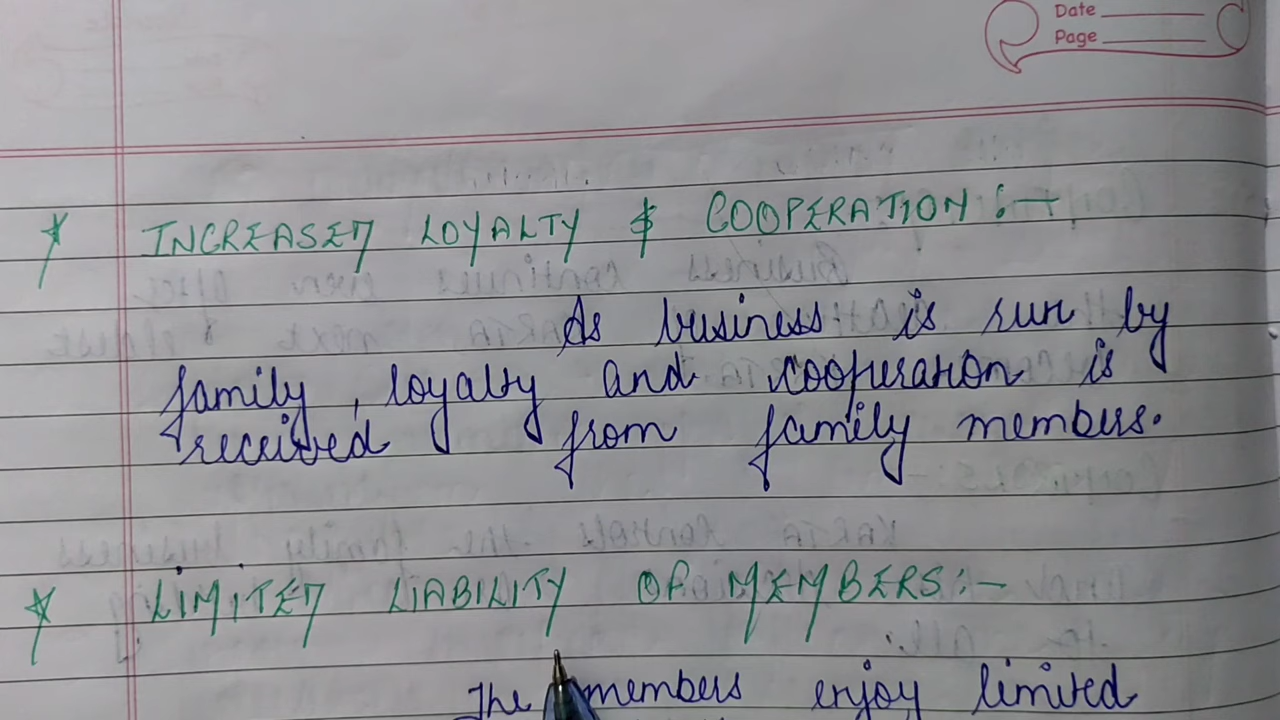 Date
Page
* INCREASED LOYALTY & COOPERATION :-
As business is run by
family, loyalty and cooperation is
received from family members.
* LIMITED LIABILITY OF MEMBERS :-
The members enjoy limited